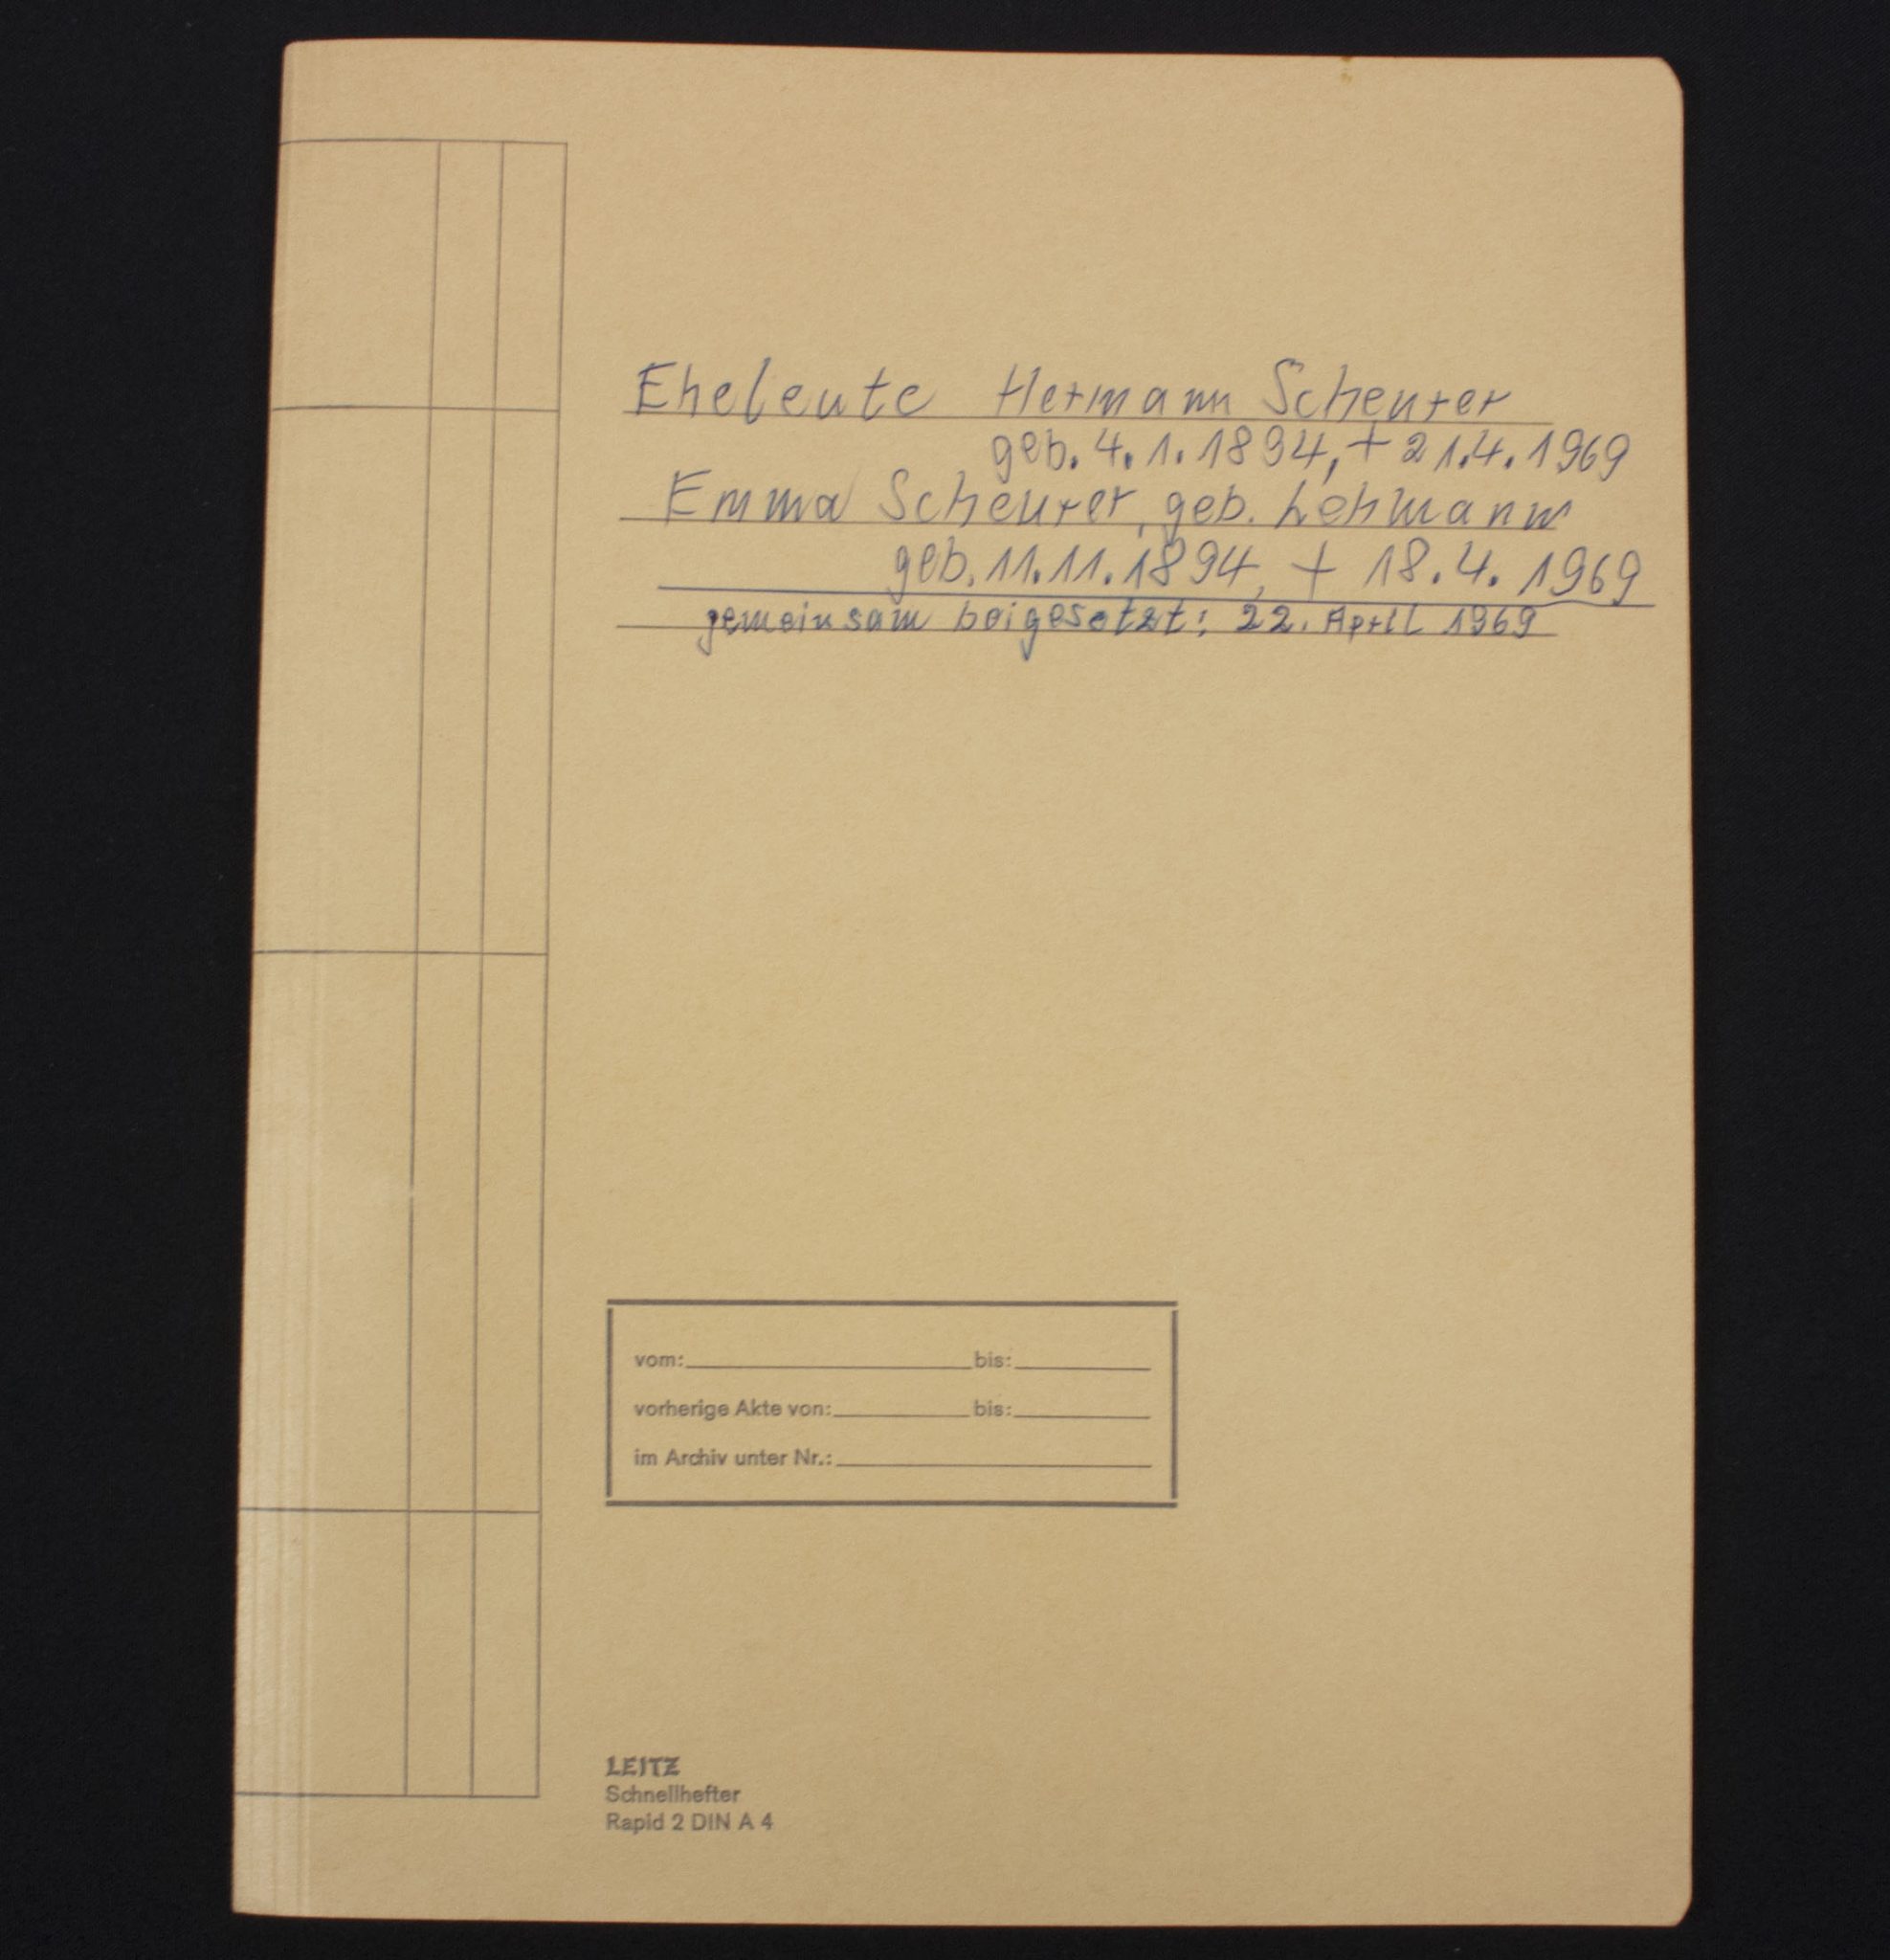 Eheleute Hermann Scheurer
geb. 4.1.1894, + 21.4.1969
Emma Scheurer, geb. Lehmann
geb. 11.11.1894, + 18.4.1969
gemeinsam beigesetzt: 22. April 1969
vom: bis:
vorherige Akte von: bis:
im Archiv unter Nr.:
LEITZ
Schnellhefter
Rapid 2 DIN A 4